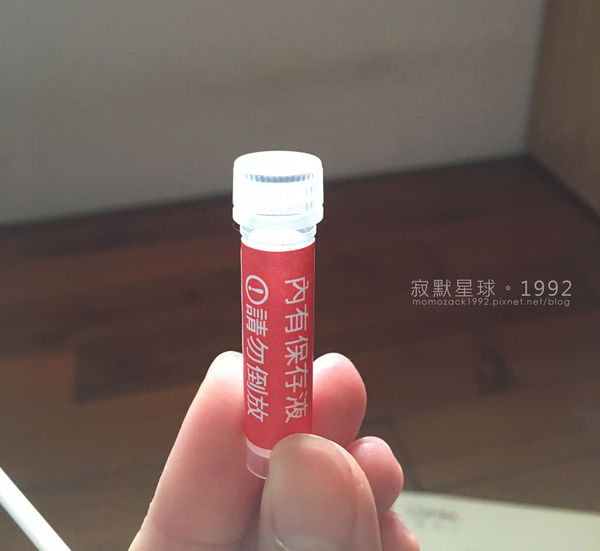 內有保存液
!請勿倒放
寂默星球。1992
momozack1992.pixnet.net/blog